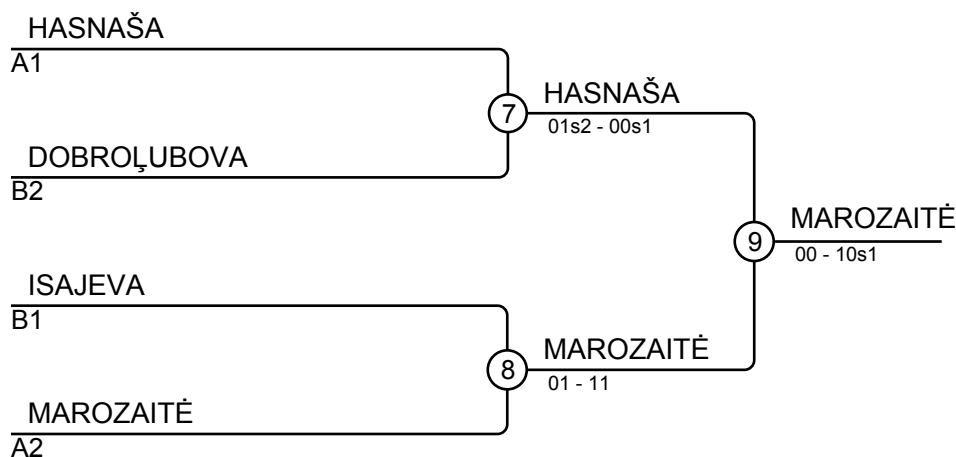 HASNAŠA
A1
7
HASNAŠA
01s2 - 00s1
DOBROĻUBOVA
B2
9
MAROZAITĖ
00 - 10s1
ISAJEVA
B1
8
MAROZAITĖ
01 - 11
MAROZAITĖ
A2